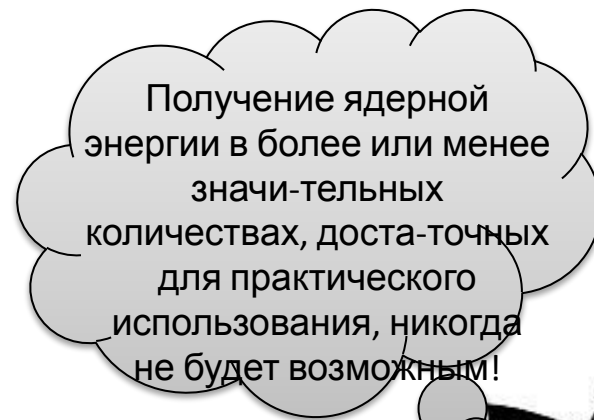 Получение ядерной
энергии в более или менее
значи-тельных
количествах, доста-точных
для практического
использования, никогда
не будет возможным!